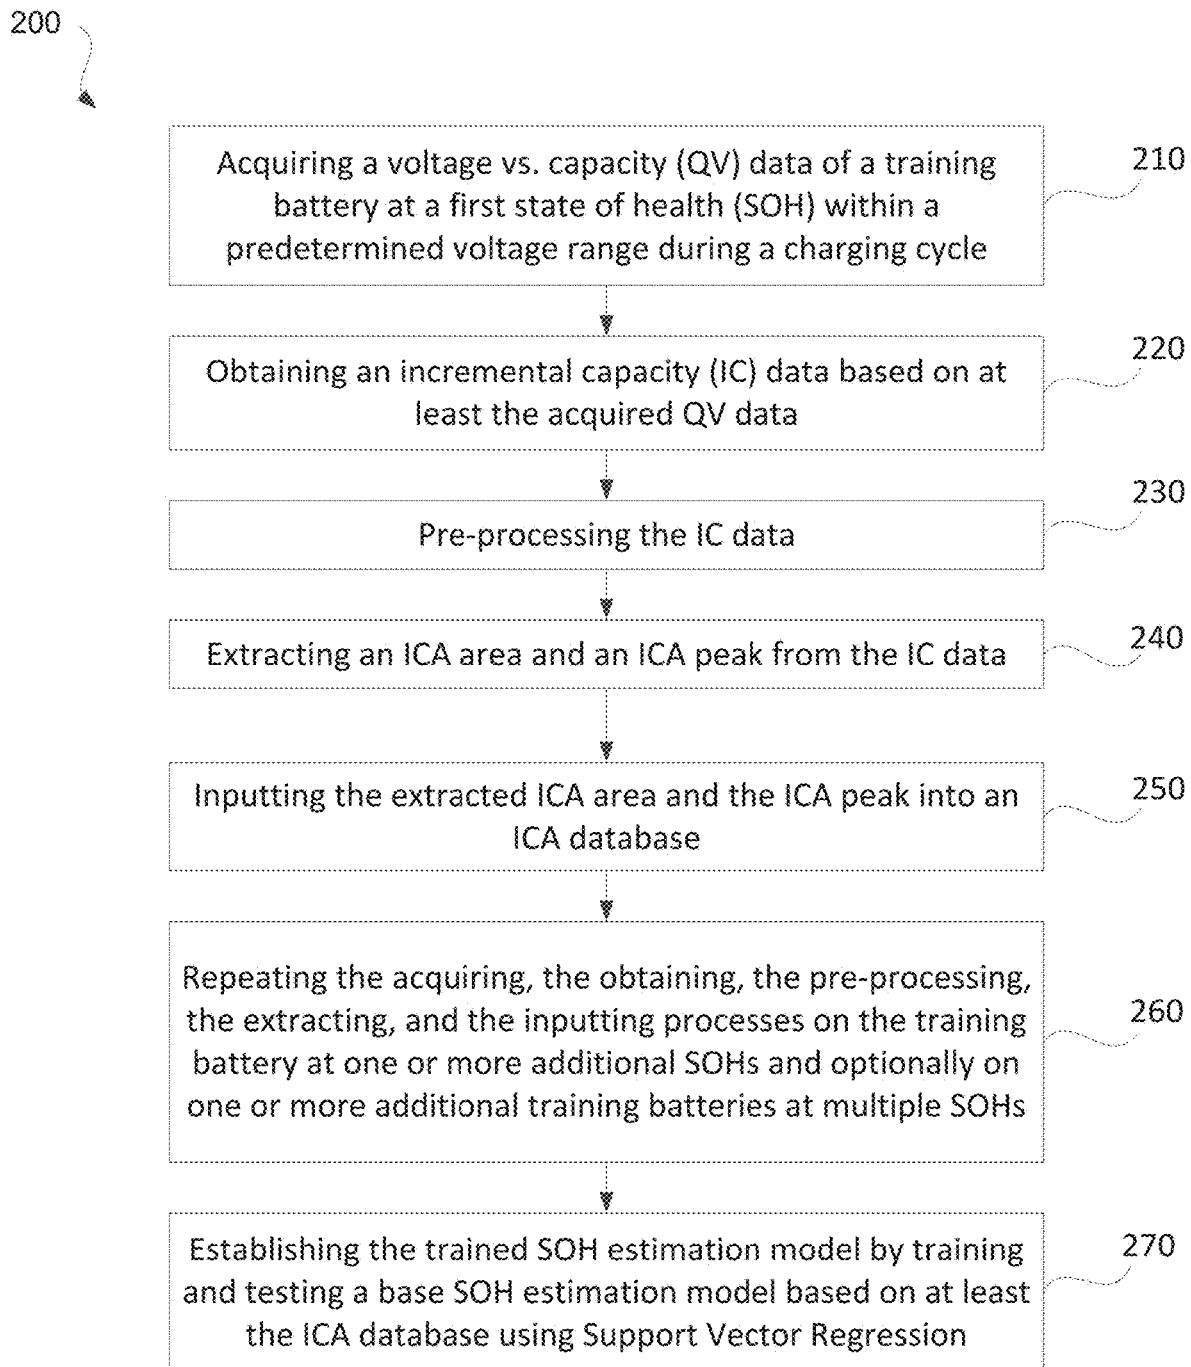 200
Acquiring a voltage vs. capacity (QV) data of a training
battery at a first state of health (SOH) within a
predetermined voltage range during a charging cycle
210
Obtaining an incremental capacity (IC) data based on at
least the acquired QV data
220
Pre-processing the IC data
230
Extracting an ICA area and an ICA peak from the IC data
240
Inputting the extracted ICA area and the ICA peak into an
ICA database
250
Repeating the acquiring, the obtaining, the pre-processing,
the extracting, and the inputting processes on the training
battery at one or more additional SOHs and optionally on
one or more additional training batteries at multiple SOHs
260
Establishing the trained SOH estimation model by training
and testing a base SOH estimation model based on at least
the ICA database using Support Vector Regression
270